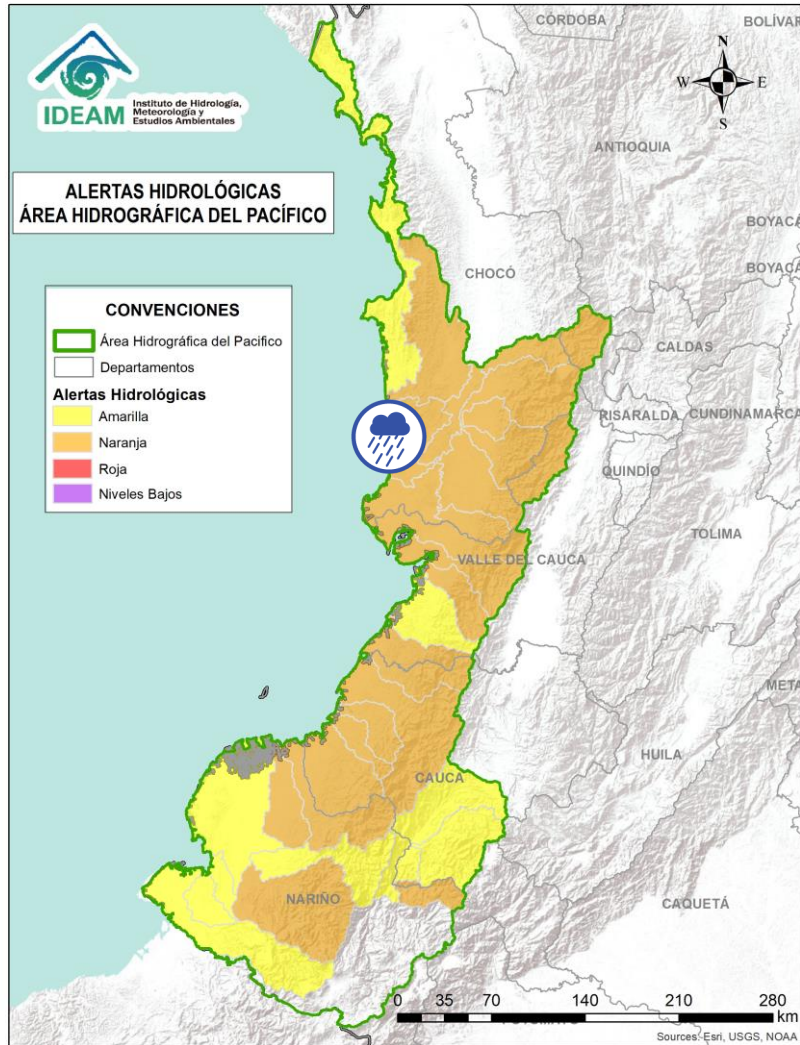 IDEAM
Instituto de Hidrología,
Meteorología y
Estudios Ambientales
ALERTAS HIDROLÓGICAS
ÁREA HIDROGRÁFICA DEL PACÍFICO
CONVENCIONES
Área Hidrográfica del Pacifico
Departamentos
Alertas Hidrológicas
Amarilla
Naranja
Roja
Niveles Bajos
N
W E
S
CÓRDOBA
BOLÍVAR
ANTIOQUIA
BOYACÁ
CHOCÓ
BOYACÁ
CALDAS
RISARALDA
CUNDINAMARCA
QUINDÍO
TOLIMA
VALLE DEL CAUCA
META
HUILA
CAUCA
NARIÑO
CAQUETÁ
0 35 70 140 210 280
km
Sources: Esri, USGS, NOAA